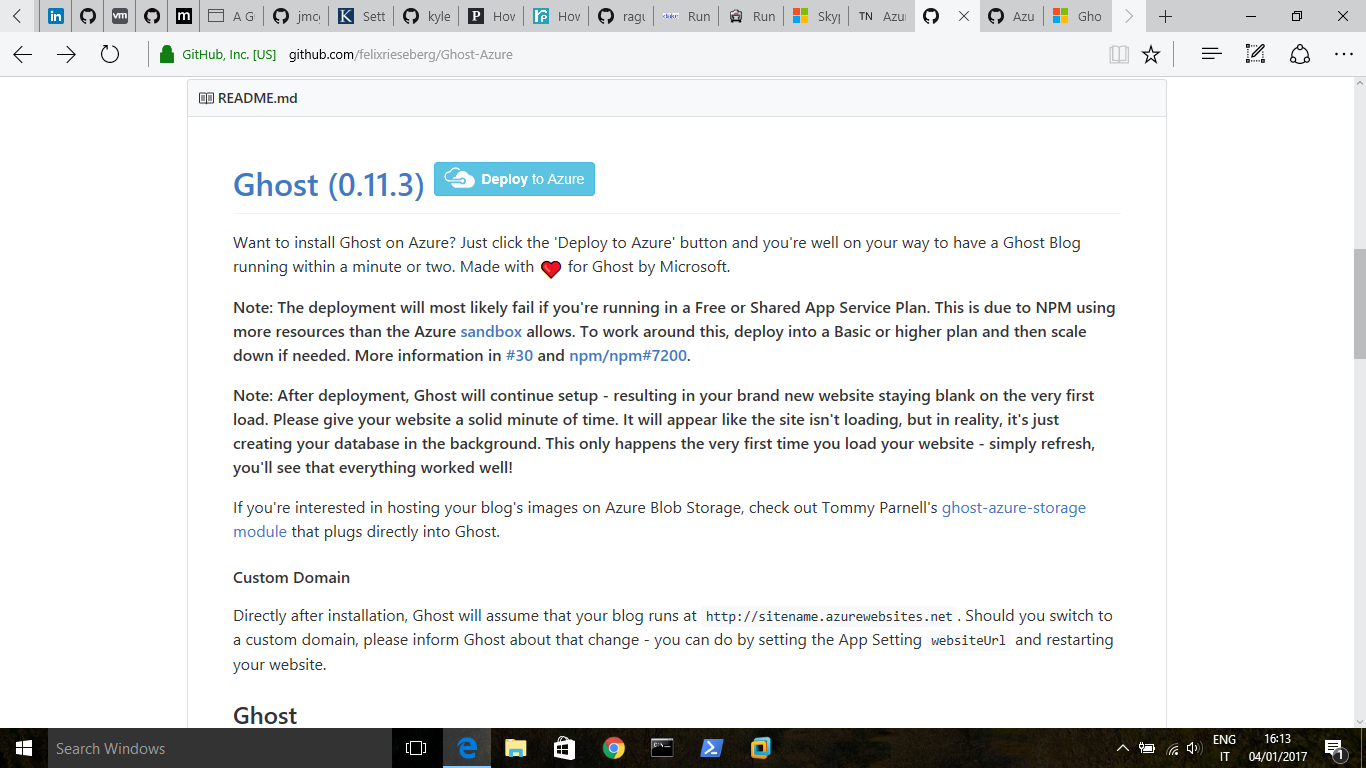 in
vm
m
A G
jmc
K Sett
kyle
P Hov
Hov
ragu
Run
Run
Sky
TN Azu
Azu
Gho
GitHub, Inc. [US] github.com/felixrieseberg/Ghost-Azure
README.md
Ghost (0.11.3) Deploy to Azure
Want to install Ghost on Azure? Just click the 'Deploy to Azure' button and you're well on your way to have a Ghost Blog
running within a minute or two. Made with for Ghost by Microsoft.
Note: The deployment will most likely fail if you're running in a Free or Shared App Service Plan. This is due to NPM using
more resources than the Azure sandbox allows. To work around this, deploy into a Basic or higher plan and then scale
down if needed. More information in #30 and npm/npm#7200.
Note: After deployment, Ghost will continue setup - resulting in your brand new website staying blank on the very first
load. Please give your website a solid minute of time. It will appear like the site isn't loading, but in reality, it's just
creating your database in the background. This only happens the very first time you load your website - simply refresh,
you'll see that everything worked well!
If you're interested in hosting your blog's images on Azure Blob Storage, check out Tommy Parnell's ghost-azure-storage
module that plugs directly into Ghost.
Custom Domain
Directly after installation, Ghost will assume that your blog runs at http://sitename.azurewebsites.net. Should you switch to
a custom domain, please inform Ghost about that change - you can do by setting the App Setting websiteUrl and restarting
your website.
Ghost
Search Windows
ENG
IT
16:13
04/01/2017
1